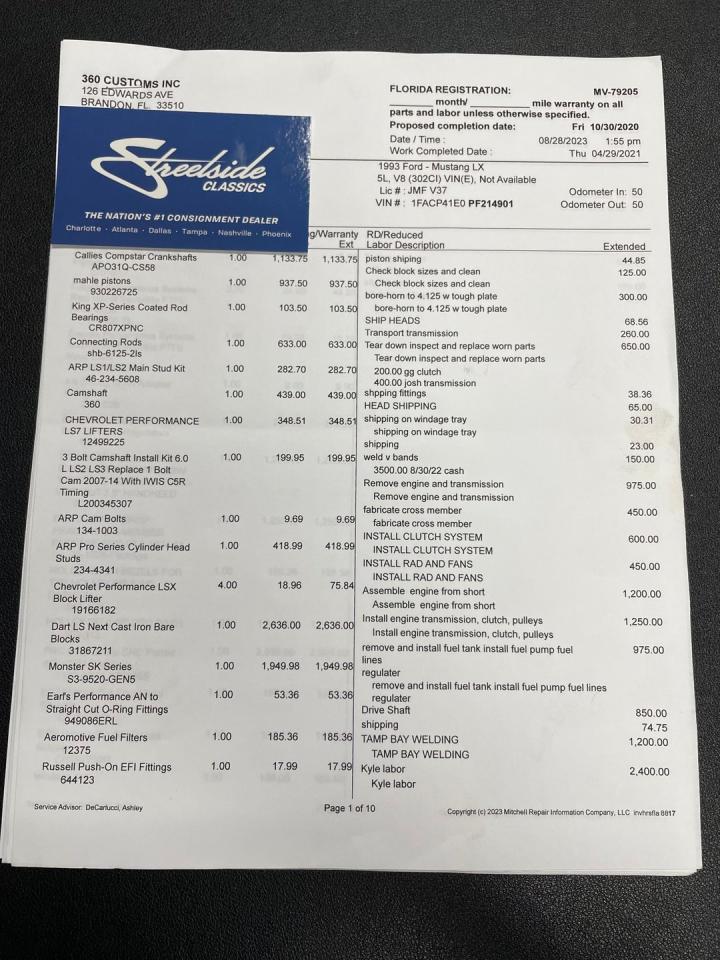 360 CUSTOMS INC
126 EDWARDS AVE
BRANDON, FL. 33510
FLORIDA REGISTRATION: MV-79205
_______ month/ _______ mile warranty on all
parts and labor unless otherwise specified.
Proposed completion date: Fri 10/30/2020
Date / Time : 08/28/2023 1:55 pm
Work Completed Date : Thu 04/29/2021
1993 Ford - Mustang LX
5L, V8 (302CI) VIN(E), Not Available
Lic # : JMF V37 Odometer In: 50
VIN # : 1FACP41E0 PF214901 Odometer Out: 50
Streetside
CLASSICS
THE NATION'S #1 CONSIGNMENT DEALER
Charlotte · Atlanta · Dallas · Tampa · Nashville · Phoenix
g/Warranty
Ext
Callies Compstar Crankshafts 1.00 1,133.75 1,133.75
APO31Q-CS58
mahle pistons 1.00 937.50 937.50
930226725
King XP-Series Coated Rod 1.00 103.50 103.50
Bearings
CR807XPNC
Connecting Rods 1.00 633.00 633.00
shb-6125-2ls
ARP LS1/LS2 Main Stud Kit 1.00 282.70 282.70
46-234-5608
Camshaft 1.00 439.00 439.00
360
CHEVROLET PERFORMANCE 1.00 348.51 348.51
LS7 LIFTERS
12499225
3 Bolt Camshaft Install Kit 6.0 1.00 199.95 199.95
L LS2 LS3 Replace 1 Bolt
Cam 2007-14 With IWIS C5R
Timing
L200345307
ARP Cam Bolts 1.00 9.69 9.69
134-1003
ARP Pro Series Cylinder Head 1.00 418.99 418.99
Studs
234-4341
Chevrolet Performance LSX 4.00 18.96 75.84
Block Lifter
19166182
Dart LS Next Cast Iron Bare 1.00 2,636.00 2,636.00
Blocks
31867211
Monster SK Series 1.00 1,949.98 1,949.98
S3-9520-GEN5
Earl's Performance AN to 1.00 53.36 53.36
Straight Cut O-Ring Fittings
949086ERL
Aeromotive Fuel Filters 1.00 185.36 185.36
12375
Russell Push-On EFI Fittings 1.00 17.99 17.99
644123
RD/Reduced
Labor Description Extended
piston shiping 44.85
Check block sizes and clean 125.00
Check block sizes and clean
bore-horn to 4.125 w tough plate 300.00
bore-horn to 4.125 w tough plate
SHIP HEADS 68.56
Transport transmission 260.00
Tear down inspect and replace worn parts 650.00
Tear down inspect and replace worn parts
200.00 gg clutch
400.00 josh transmission
shpping fittings 38.36
HEAD SHIPPING 65.00
shipping on windage tray 30.31
shipping on windage tray
shipping 23.00
weld v bands 150.00
3500.00 8/30/22 cash
Remove engine and transmission 975.00
Remove engine and transmission
fabricate cross member 450.00
fabricate cross member
INSTALL CLUTCH SYSTEM 600.00
INSTALL CLUTCH SYSTEM
INSTALL RAD AND FANS 450.00
INSTALL RAD AND FANS
Assemble engine from short 1,200.00
Assemble engine from short
Install engine transmission, clutch, pulleys 1,250.00
Install engine transmission, clutch, pulleys
remove and install fuel tank install fuel pump fuel 975.00
lines
regulater
remove and install fuel tank install fuel pump fuel lines
regulater
Drive Shaft 850.00
shipping 74.75
TAMP BAY WELDING 1,200.00
TAMP BAY WELDING
Kyle labor 2,400.00
Kyle labor
Service Advisor: DeCarlucci, Ashley
Page 1 of 10
Copyright (c) 2023 Mitchell Repair Information Company, LLC invhrsfla 8817